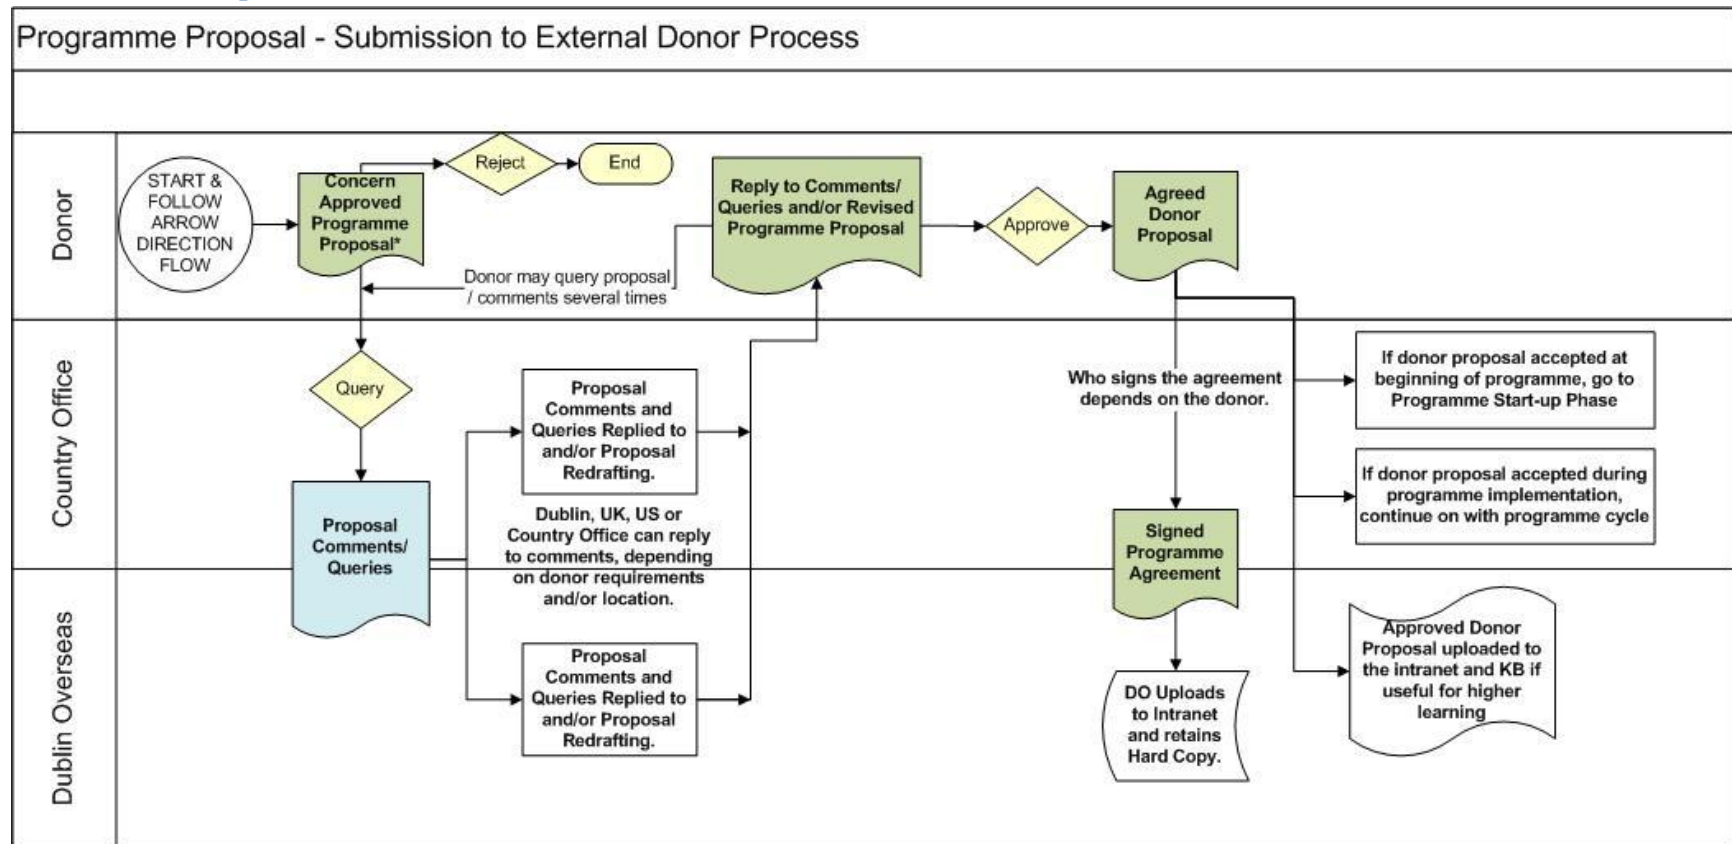 Programme Proposal - Submission to External Donor Process
Donor
START &
FOLLOW
ARROW
DIRECTION
FLOW
Concern
Approved
Programme
Proposal*
Reject
End
Donor may query proposal
/ comments several times
Reply to Comments/
Queries and/or Revised
Programme Proposal
Approve
Agreed
Donor
Proposal
Country Office
Query
Proposal
Comments/
Queries
Proposal
Comments and
Queries Replied to
and/or Proposal
Redrafting.
Dublin, UK, US or
Country Office can reply
to comments, depending
on donor requirements
and/or location.
Who signs the agreement
depends on the donor.
Signed
Programme
Agreement
If donor proposal accepted at
beginning of programme, go to
Programme Start-up Phase
If donor proposal accepted during
programme implementation,
continue on with programme cycle
Dublin Overseas
Proposal
Comments and
Queries Replied to
and/or Proposal
Redrafting.
DO Uploads
to Intranet
and retains
Hard Copy.
Approved Donor
Proposal uploaded to
the intranet and KB if
useful for higher
learning